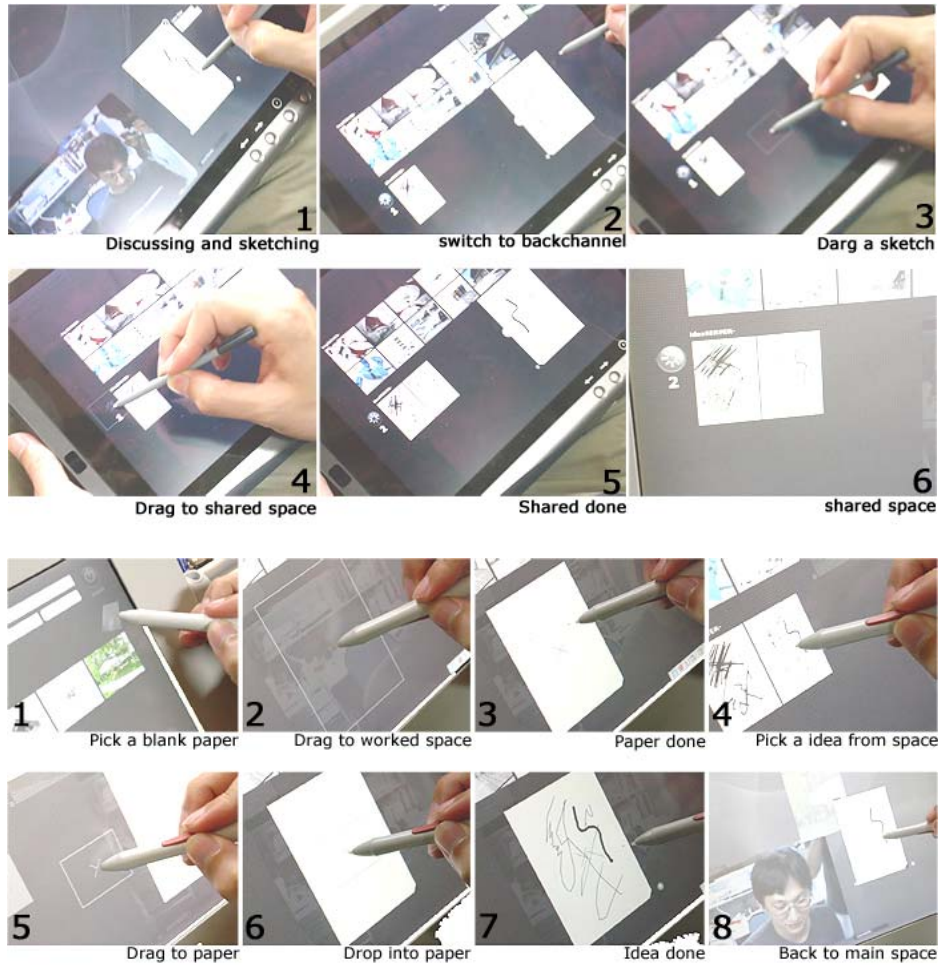 1
Discussing and sketching
2
switch to backchannel
3
Darg a sketch
4
Drag to shared space
5
Shared done
2
6
shared space
1
Pick a blank paper
2
Drag to worked space
3
Paper done
4
Pick a idea from space
5
Drag to paper
6
Drop into paper
7
Idea done
8
Back to main space